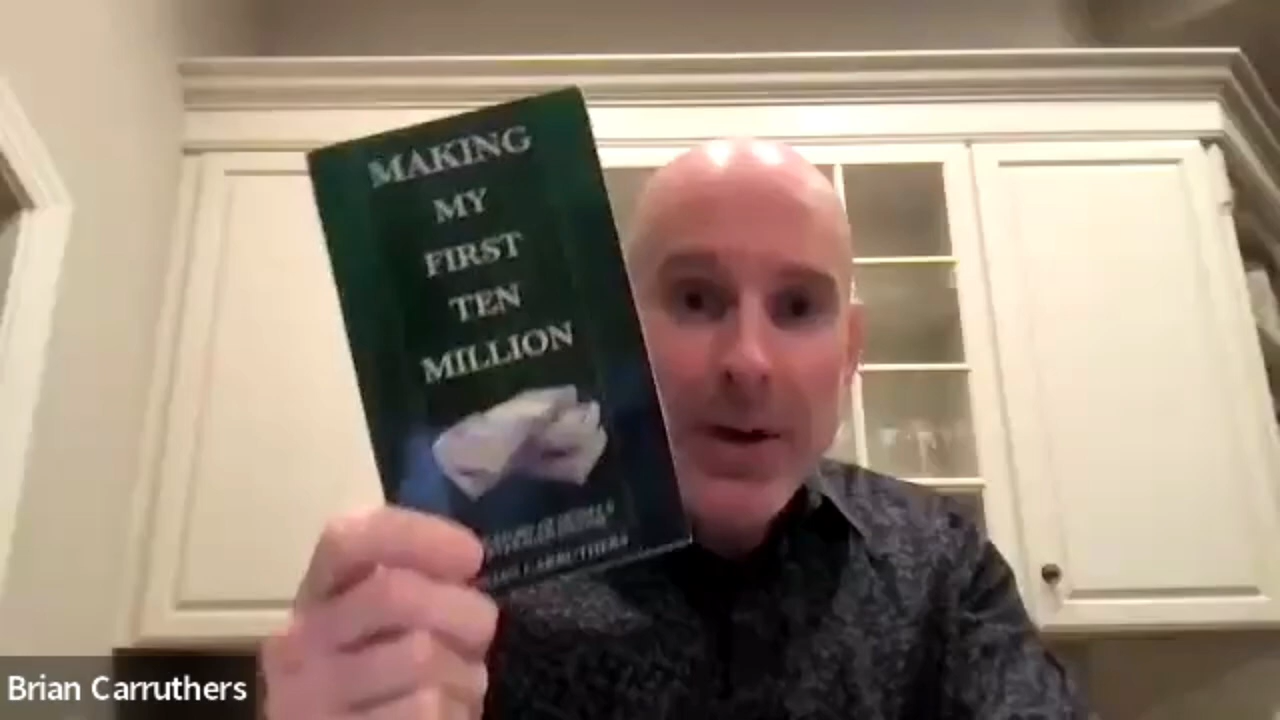 MAKING
MY
FIRST
TEN
MILLION
CARRUTHERS
Brian Carruthers